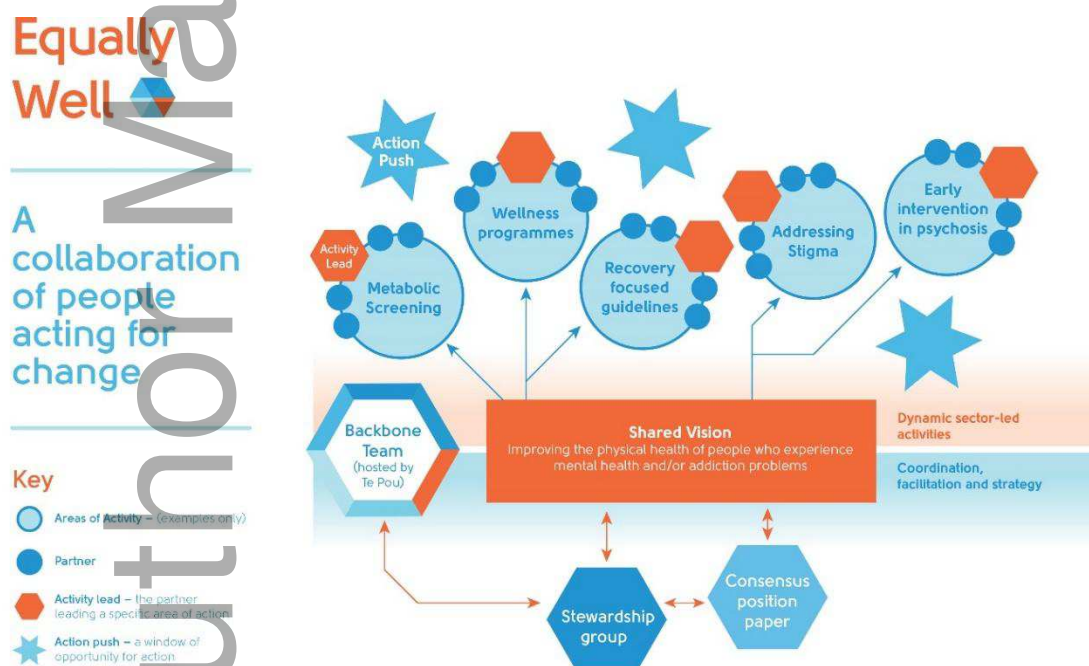 Equally
Well
A
collaboration
of people
acting for
change
Key
Areas of Activity – (examples only)
Partner
Activity lead – the partner
leading a specific area of action
Action push – a window of
opportunity for action
Action
Push
Activity
Lead
Metabolic
Screening
Wellness
programmes
Recovery
focused
guidelines
Addressing
Stigma
Early
intervention
in psychosis
Backbone
Team
(hosted by
Te Pou)
Shared Vision
Improving the physical health of people who experience
mental health and/or addiction problems
Dynamic sector-led
activities
Coordination,
facilitation and strategy
Stewardship
group
Consensus
position
paper
uthor Ma